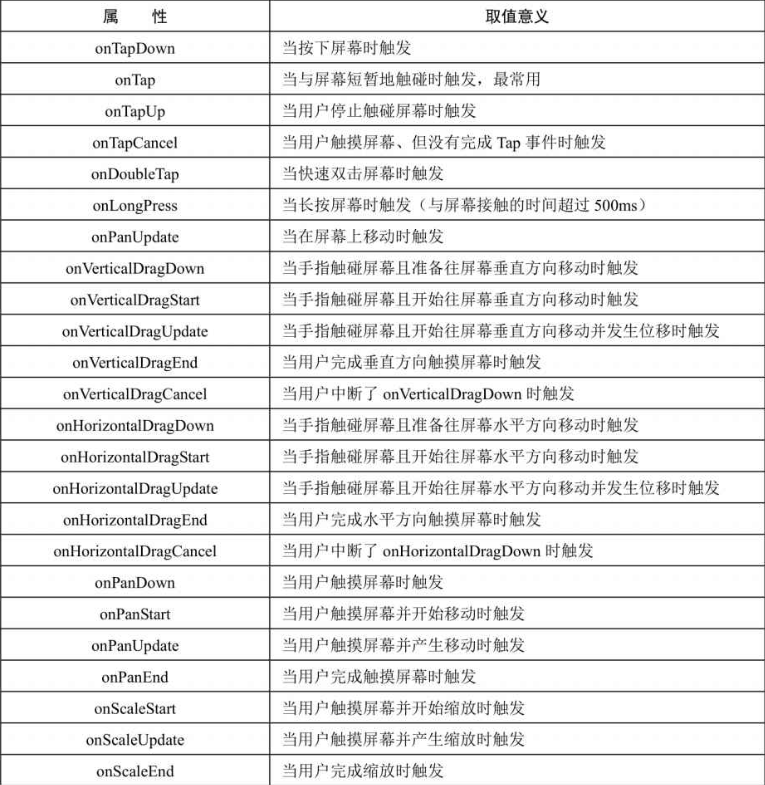 属 性 取值意义
onTapDown 当按下屏幕时触发
onTap 当与屏幕短暂地触碰时触发，最常用
onTapUp 当用户停止触碰屏幕时触发
onTapCancel 当用户触摸屏幕、但没有完成 Tap 事件时触发
onDoubleTap 当快速双击屏幕时触发
onLongPress 当长按屏幕时触发（与屏幕接触的时间超过 500ms）
onPanUpdate 当在屏幕上移动时触发
onVerticalDragDown 当手指触碰屏幕且准备往屏幕垂直方向移动时触发
onVerticalDragStart 当手指触碰屏幕且开始往屏幕垂直方向移动时触发
onVerticalDragUpdate 当手指触碰屏幕且开始往屏幕垂直方向移动并发生位移时触发
onVerticalDragEnd 当用户完成垂直方向触摸屏幕时触发
onVerticalDragCancel 当用户中断了 onVerticalDragDown 时触发
onHorizontalDragDown 当手指触碰屏幕且准备往屏幕水平方向移动时触发
onHorizontalDragStart 当手指触碰屏幕且开始往屏幕水平方向移动时触发
onHorizontalDragUpdate 当手指触碰屏幕且开始往屏幕水平方向移动并发生位移时触发
onHorizontalDragEnd 当用户完成水平方向触摸屏幕时触发
onHorizontalDragCancel 当用户中断了 onHorizontalDragDown 时触发
onPanDown 当用户触摸屏幕时触发
onPanStart 当用户触摸屏幕并开始移动时触发
onPanUpdate 当用户触摸屏幕并产生移动时触发
onPanEnd 当用户完成触摸屏幕时触发
onScaleStart 当用户触摸屏幕并开始缩放时触发
onScaleUpdate 当用户触摸屏幕并产生缩放时触发
onScaleEnd 当用户完成缩放时触发